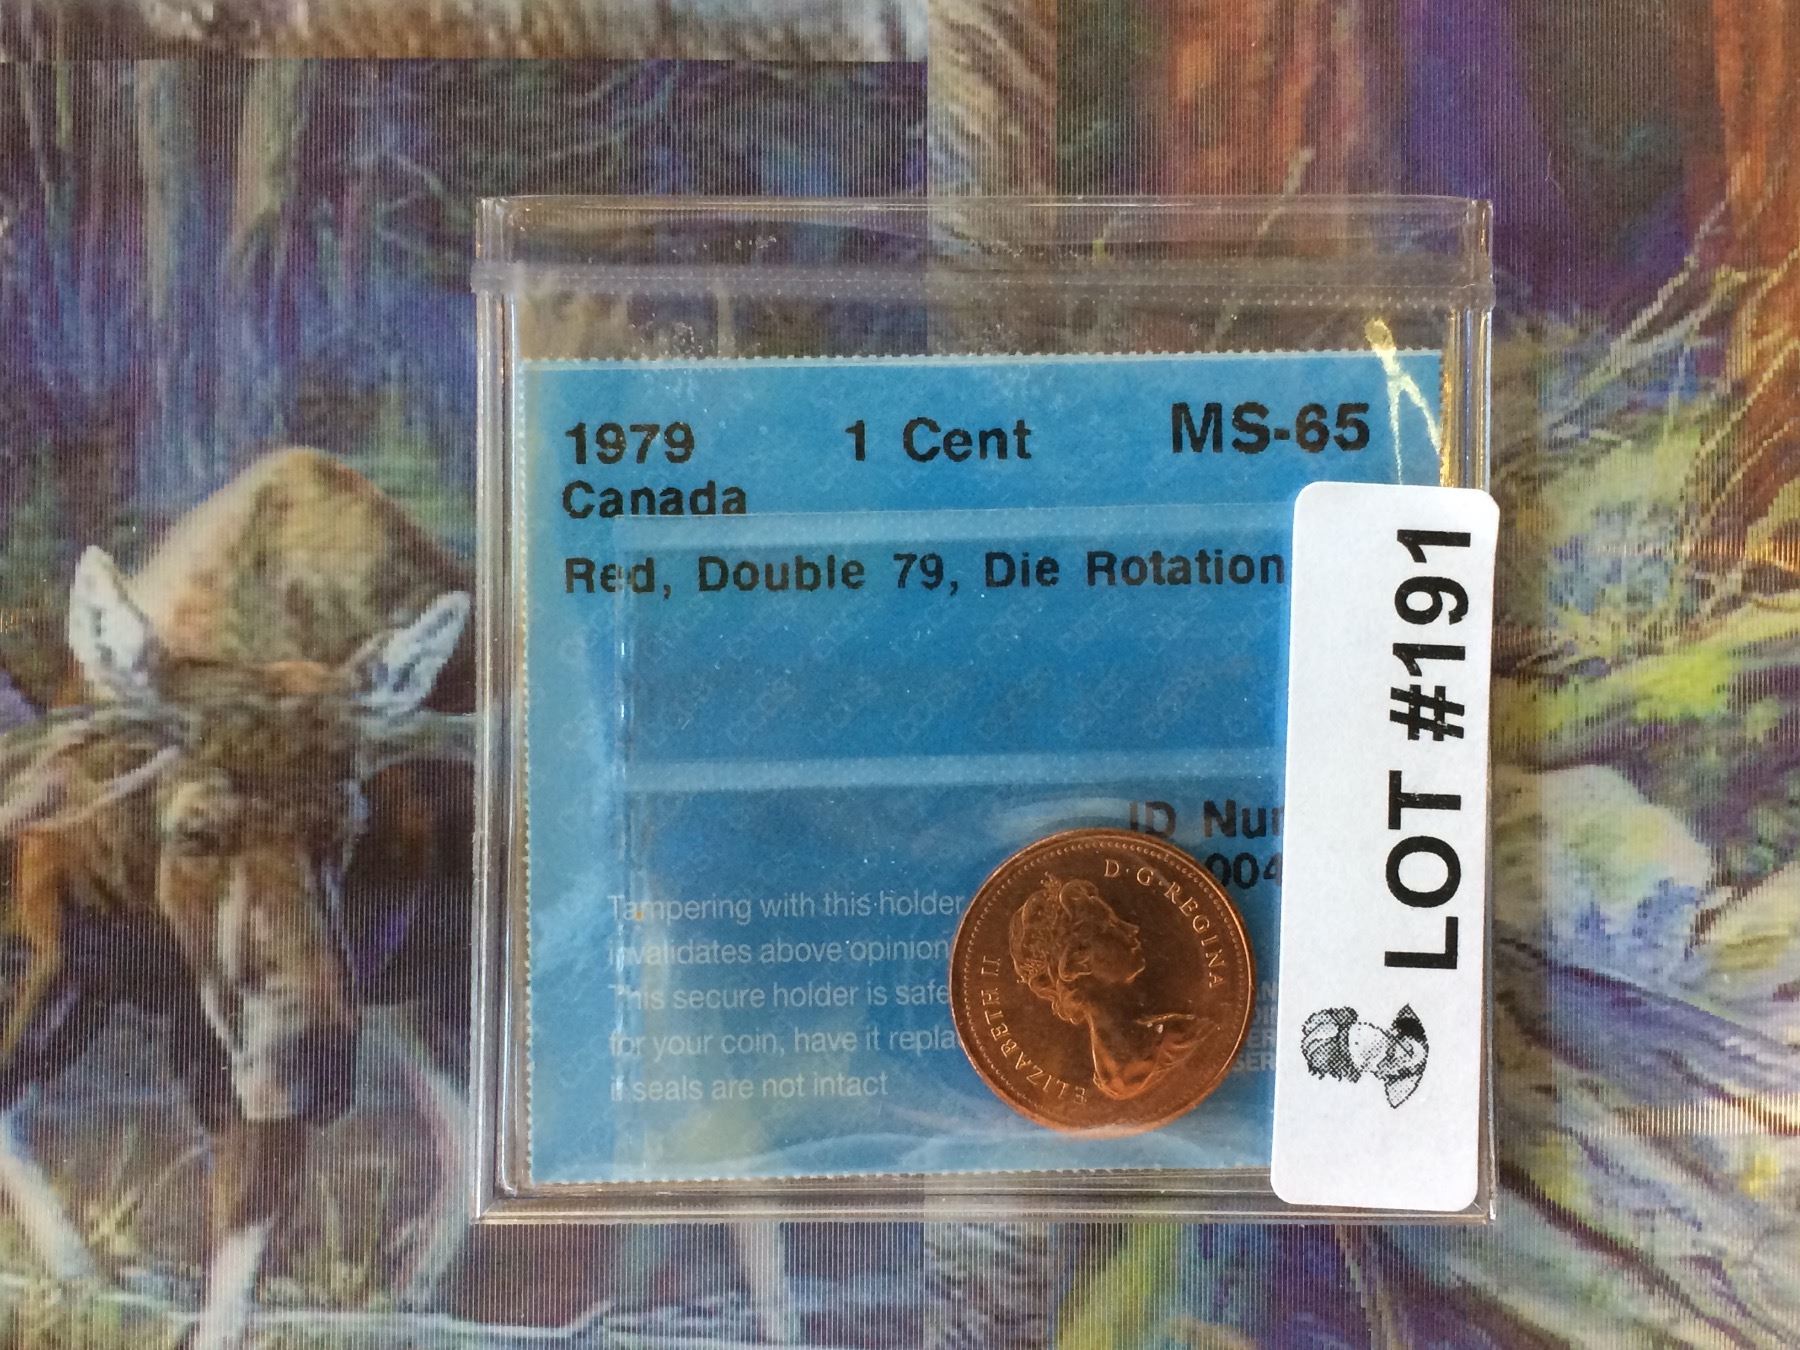 1979 1 Cent MS-65
Canada
Red, Double 79, Die Rotation
LOT #191
ID
004
Tampering with this holder
invalidates above opinion
This secure holder is safe
for your coin, have it
if seals are not intact
ELIZABETH II D·G·REGINA